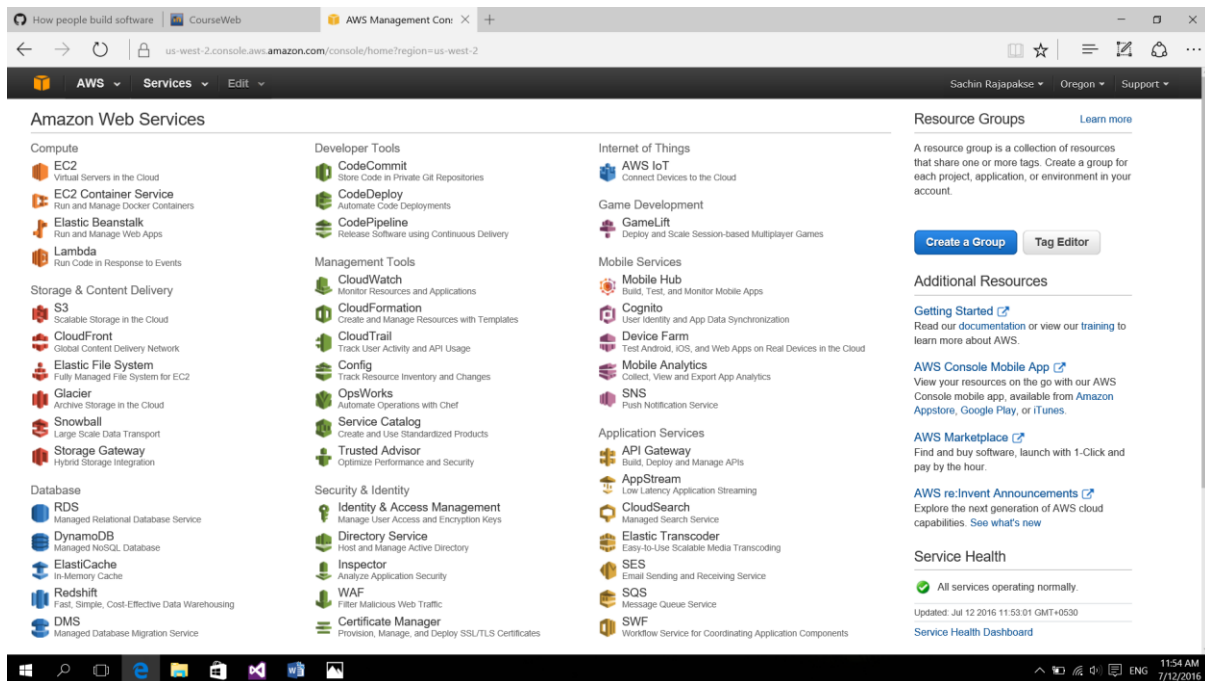 How people build software
CourseWeb
AWS Management Con:
us-west-2.console.aws.amazon.com/console/home?region=us-west-2
AWS
Services
Edit
Sachin Rajapakse
Oregon
Support
Amazon Web Services
Compute
EC2
Virtual Servers in the Cloud
EC2 Container Service
Run and Manage Docker Containers
Elastic Beanstalk
Run and Manage Web Apps
Lambda
Run Code in Response to Events
Storage & Content Delivery
S3
Scalable Storage in the Cloud
CloudFront
Global Content Delivery Network
Elastic File System
Fully Managed File System for EC2
Glacier
Archive Storage in the Cloud
Snowball
Large Scale Data Transport
Storage Gateway
Hybrid Storage Integration
Database
RDS
Managed Relational Database Service
DynamoDB
Managed NoSQL Database
ElastiCache
In-Memory Cache
Redshift
Fast, Simple, Cost-Effective Data Warehousing
DMS
Managed Database Migration Service
Developer Tools
CodeCommit
Store Code in Private Git Repositories
CodeDeploy
Automate Code Deployments
CodePipeline
Release Software using Continuous Delivery
Management Tools
CloudWatch
Monitor Resources and Applications
CloudFormation
Create and Manage Resources with Templates
CloudTrail
Track User Activity and API Usage
Config
Track Resource Inventory and Changes
OpsWorks
Automate Operations with Chef
Service Catalog
Create and Use Standardized Products
Trusted Advisor
Optimize Performance and Security
Security & Identity
Identity & Access Management
Manage User Access and Encryption Keys
Directory Service
Host and Manage Active Directory
Inspector
Analyze Application Security
WAF
Filter Malicious Web Traffic
Certificate Manager
Provision, Manage, and Deploy SSL/TLS Certificates
Internet of Things
AWS IoT
Connect Devices to the Cloud
Game Development
GameLift
Deploy and Scale Session-based Multiplayer Games
Mobile Services
Mobile Hub
Build, Test, and Monitor Mobile Apps
Cognito
User Identity and App Data Synchronization
Device Farm
Test Android, iOS, and Web Apps on Real Devices in the Cloud
Mobile Analytics
Collect, View and Export App Analytics
SNS
Push Notification Service
Application Services
API Gateway
Build, Deploy and Manage APIs
AppStream
Low Latency Application Streaming
CloudSearch
Managed Search Service
Elastic Transcoder
Easy-to-Use Scalable Media Transcoding
SES
Email Sending and Receiving Service
SQS
Message Queue Service
SWF
Workflow Service for Coordinating Application Components
Resource Groups
Learn more
A resource group is a collection of resources
that share one or more tags. Create a group for
each project, application, or environment in your
account.
Create a Group
Tag Editor
Additional Resources
Getting Started
Read our documentation or view our training to
learn more about AWS.
AWS Console Mobile App
View your resources on the go with our AWS
Console mobile app, available from Amazon
Appstore, Google Play, or iTunes.
AWS Marketplace
Find and buy software, launch with 1-Click and
pay by the hour.
AWS re:Invent Announcements
Explore the next generation of AWS cloud
capabilities. See what's new
Service Health
All services operating normally.
Updated: Jul 12 2016 11:53:01 GMT+0530
Service Health Dashboard
ENG
11:54 AM
7/12/2016